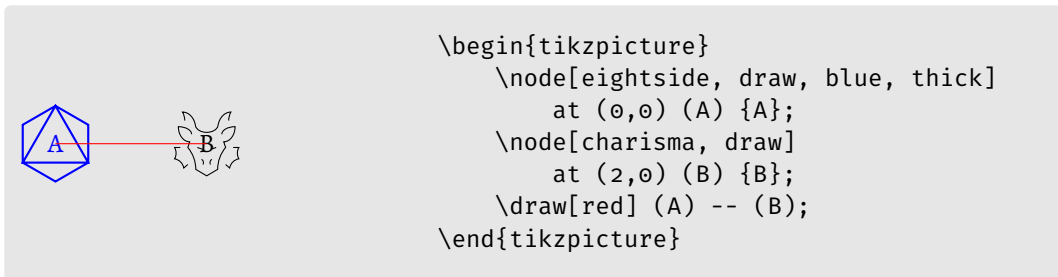 A
B
\begin{tikzpicture}
    \node[eightside, draw, blue, thick]
        at (0,0) (A) {A};
    \node[charisma, draw]
        at (2,0) (B) {B};
    \draw[red] (A) -- (B);
\end{tikzpicture}